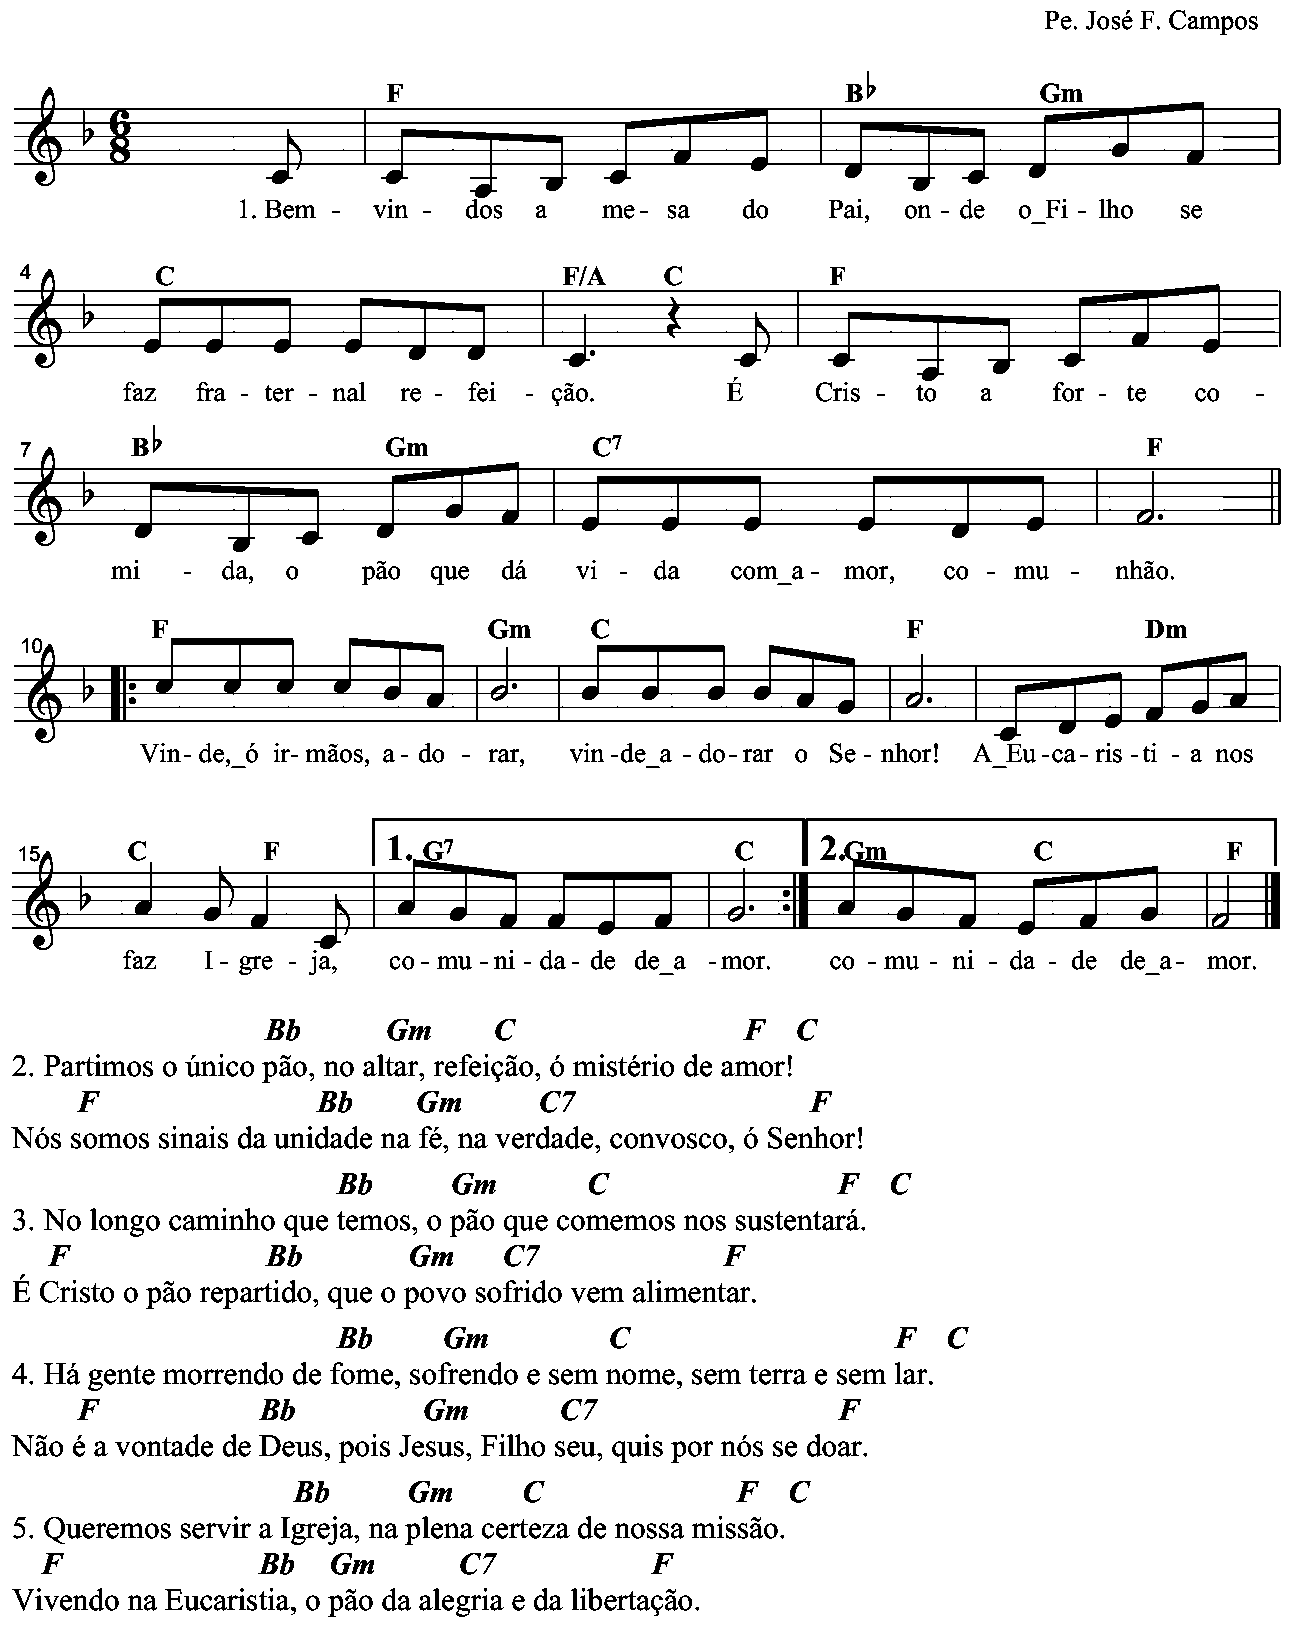 Pe. José F. Campos
F B♭ Gm
6
8
1. Bem - vin - dos a me - sa do Pai, on - de o_Fi - lho se
4 C F/A C F
faz fra - ter - nal re - fei - ção. É Cris - to a for - te co -
7 B♭ Gm C7 F
mi - da, o pão que dá vi - da com_a - mor, co - mu - nhão.
10 F Gm C F Dm
Vin - de,_ó ir - mãos, a - do - rar, vin - de_a - do - rar o Se - nhor! A_Eu - ca - ris - ti - a nos
15 C F 1. G7 C 2. Gm C F
faz I - gre - ja, co - mu - ni - da - de de_a - mor. co - mu - ni - da - de de_a - mor.
Bb Gm C F C
2. Partimos o único pão, no altar, refeição, ó mistério de amor!
F Bb Gm C7 F
Nós somos sinais da unidade na fé, na verdade, convosco, ó Senhor!
Bb Gm C F C
3. No longo caminho que temos, o pão que comemos nos sustentará.
F Bb Gm C7 F
É Cristo o pão repartido, que o povo sofrido vem alimentar.
Bb Gm C F C
4. Há gente morrendo de fome, sofrendo e sem nome, sem terra e sem lar.
F Bb Gm C7 F
Não é a vontade de Deus, pois Jesus, Filho seu, quis por nós se doar.
Bb Gm C F C
5. Queremos servir a Igreja, na plena certeza de nossa missão.
F Bb Gm C7 F
Vivendo na Eucaristia, o pão da alegria e da libertação.